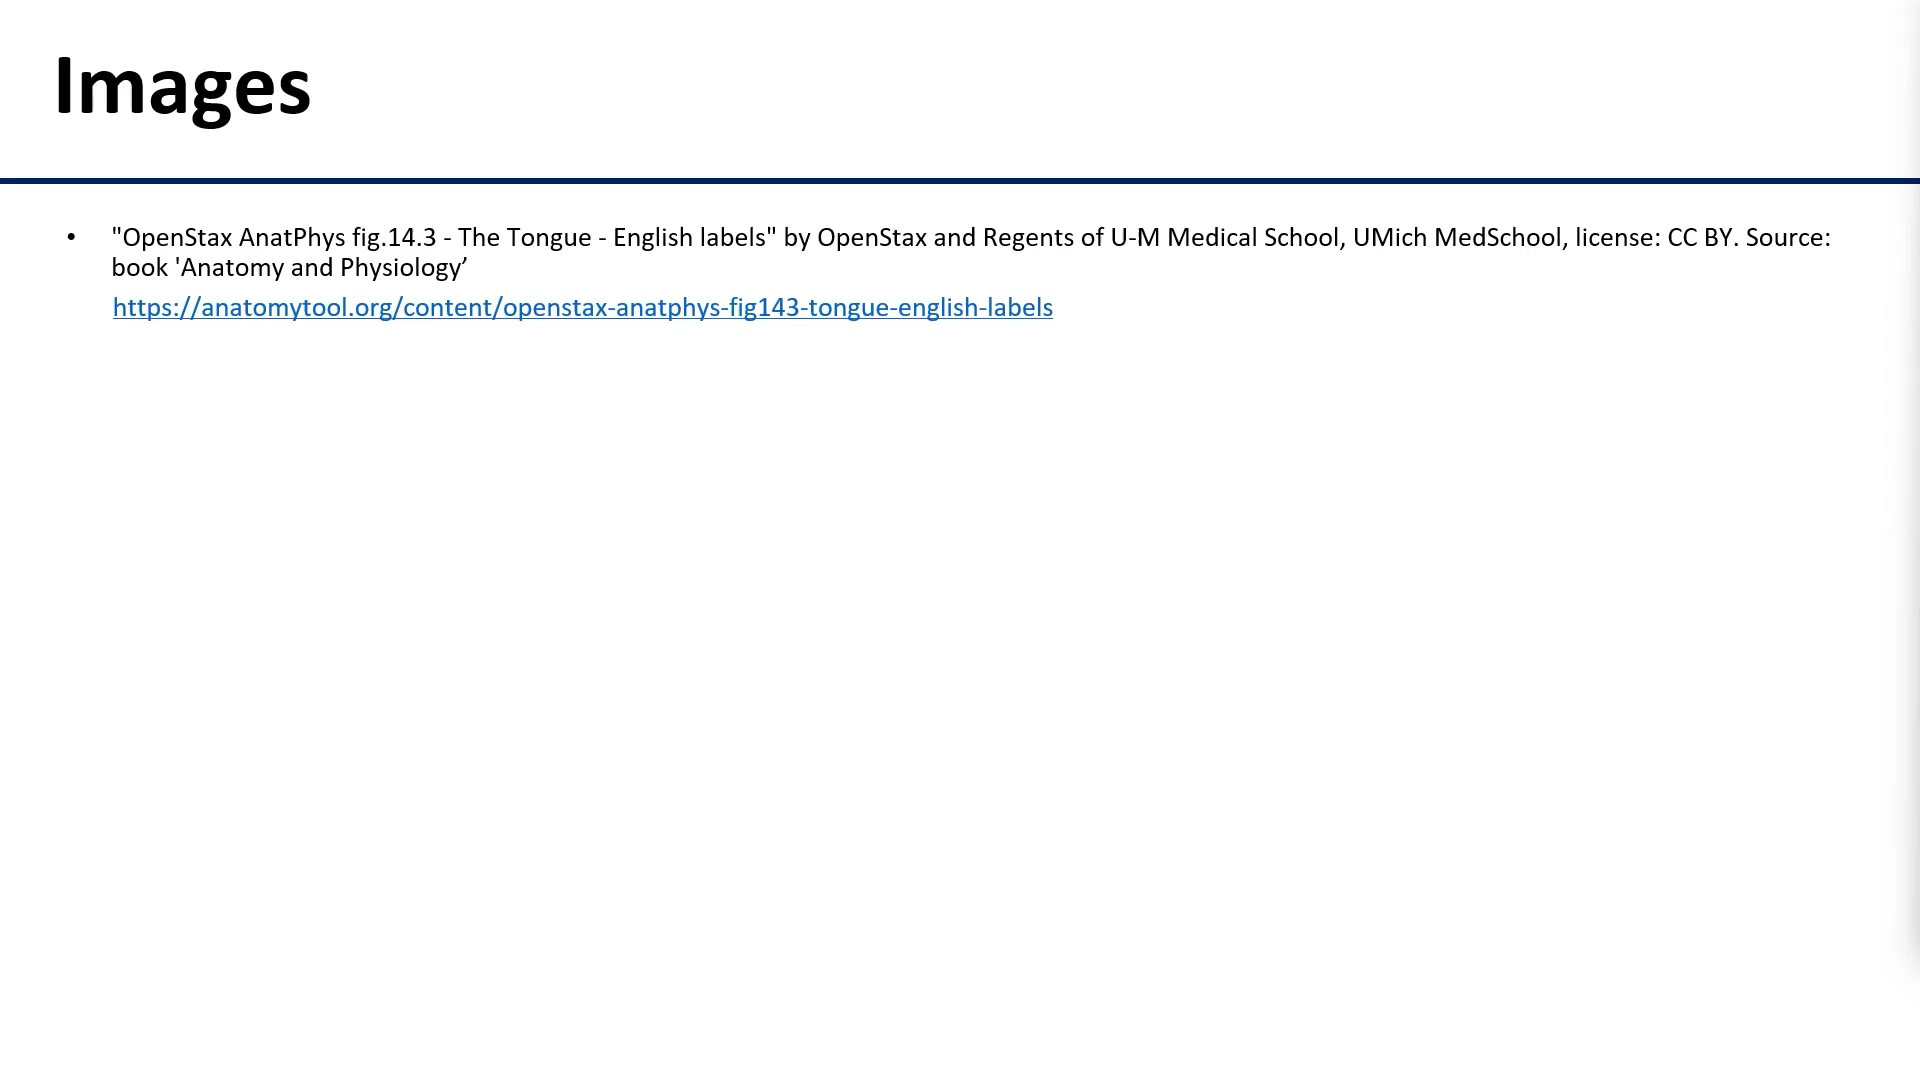 Images
• "OpenStax AnatPhys fig.14.3 - The Tongue - English labels" by OpenStax and Regents of U-M Medical School, UMich MedSchool, license: CC BY. Source:
book 'Anatomy and Physiology’
https://anatomytool.org/content/openstax-anatphys-fig143-tongue-english-labels